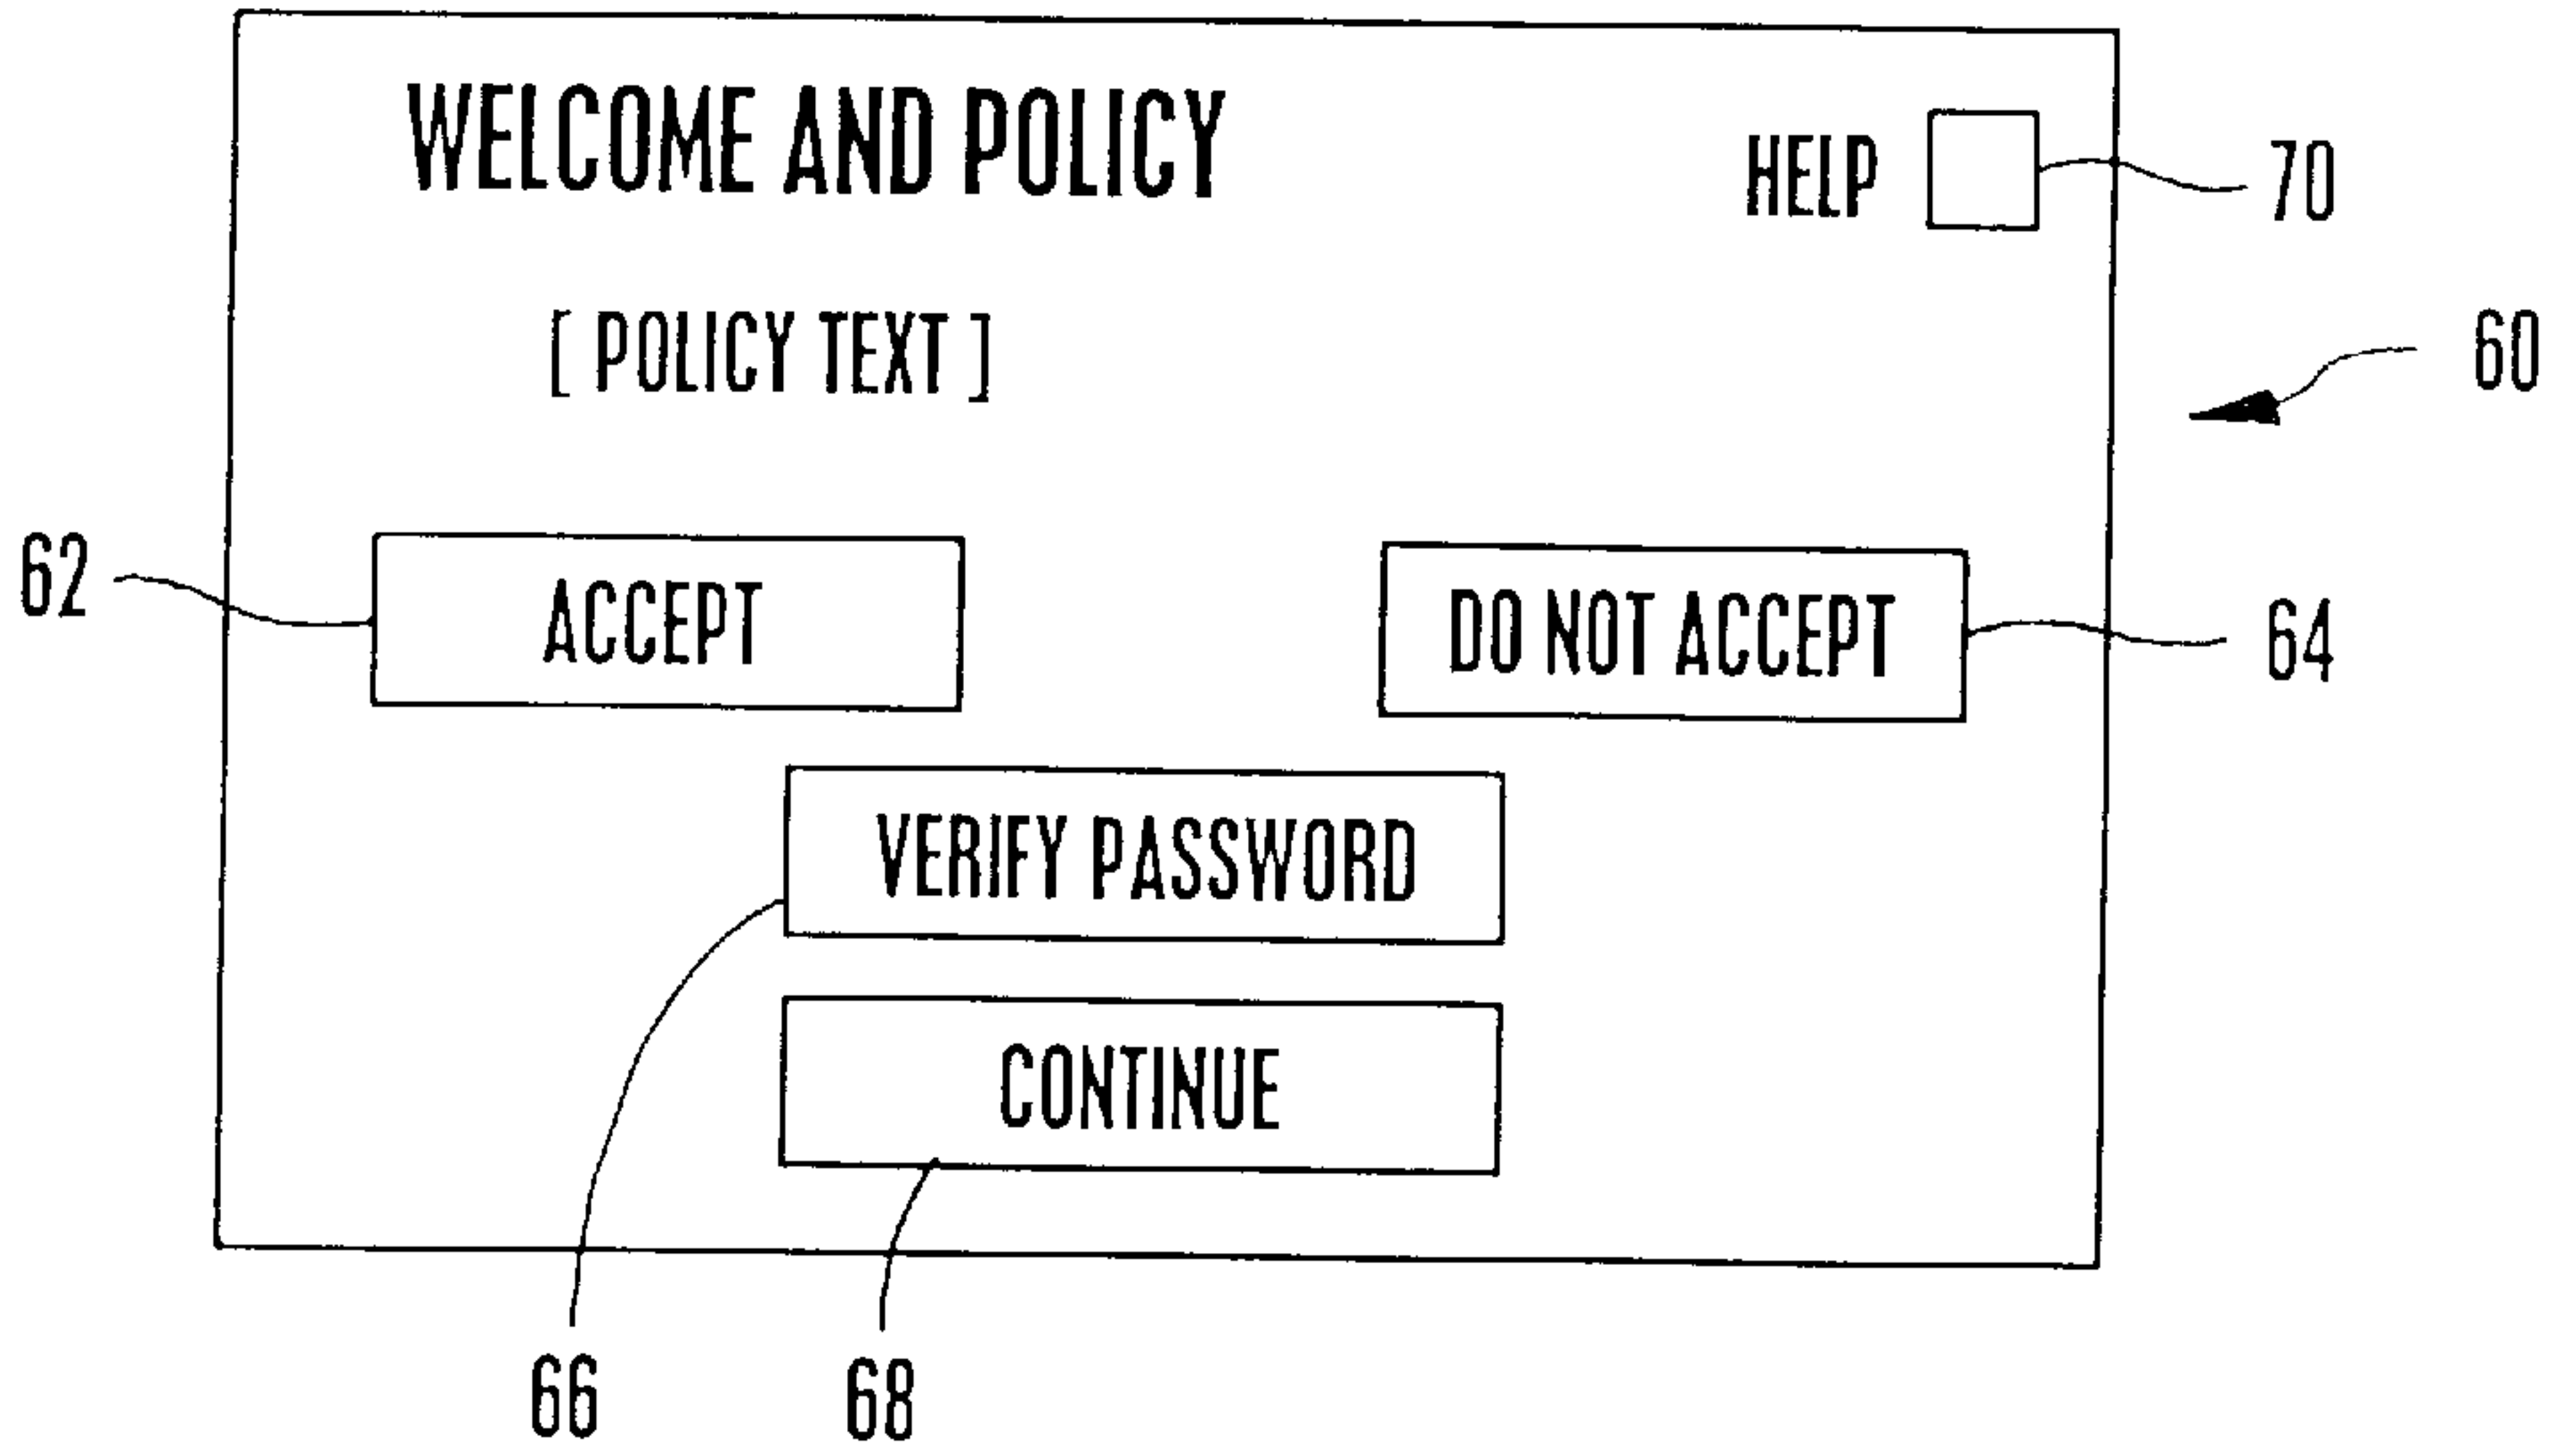 WELCOME AND POLICY
HELP
70
[ POLICY TEXT ]
60
62
ACCEPT
DO NOT ACCEPT
64
VERIFY PASSWORD
CONTINUE
66
68